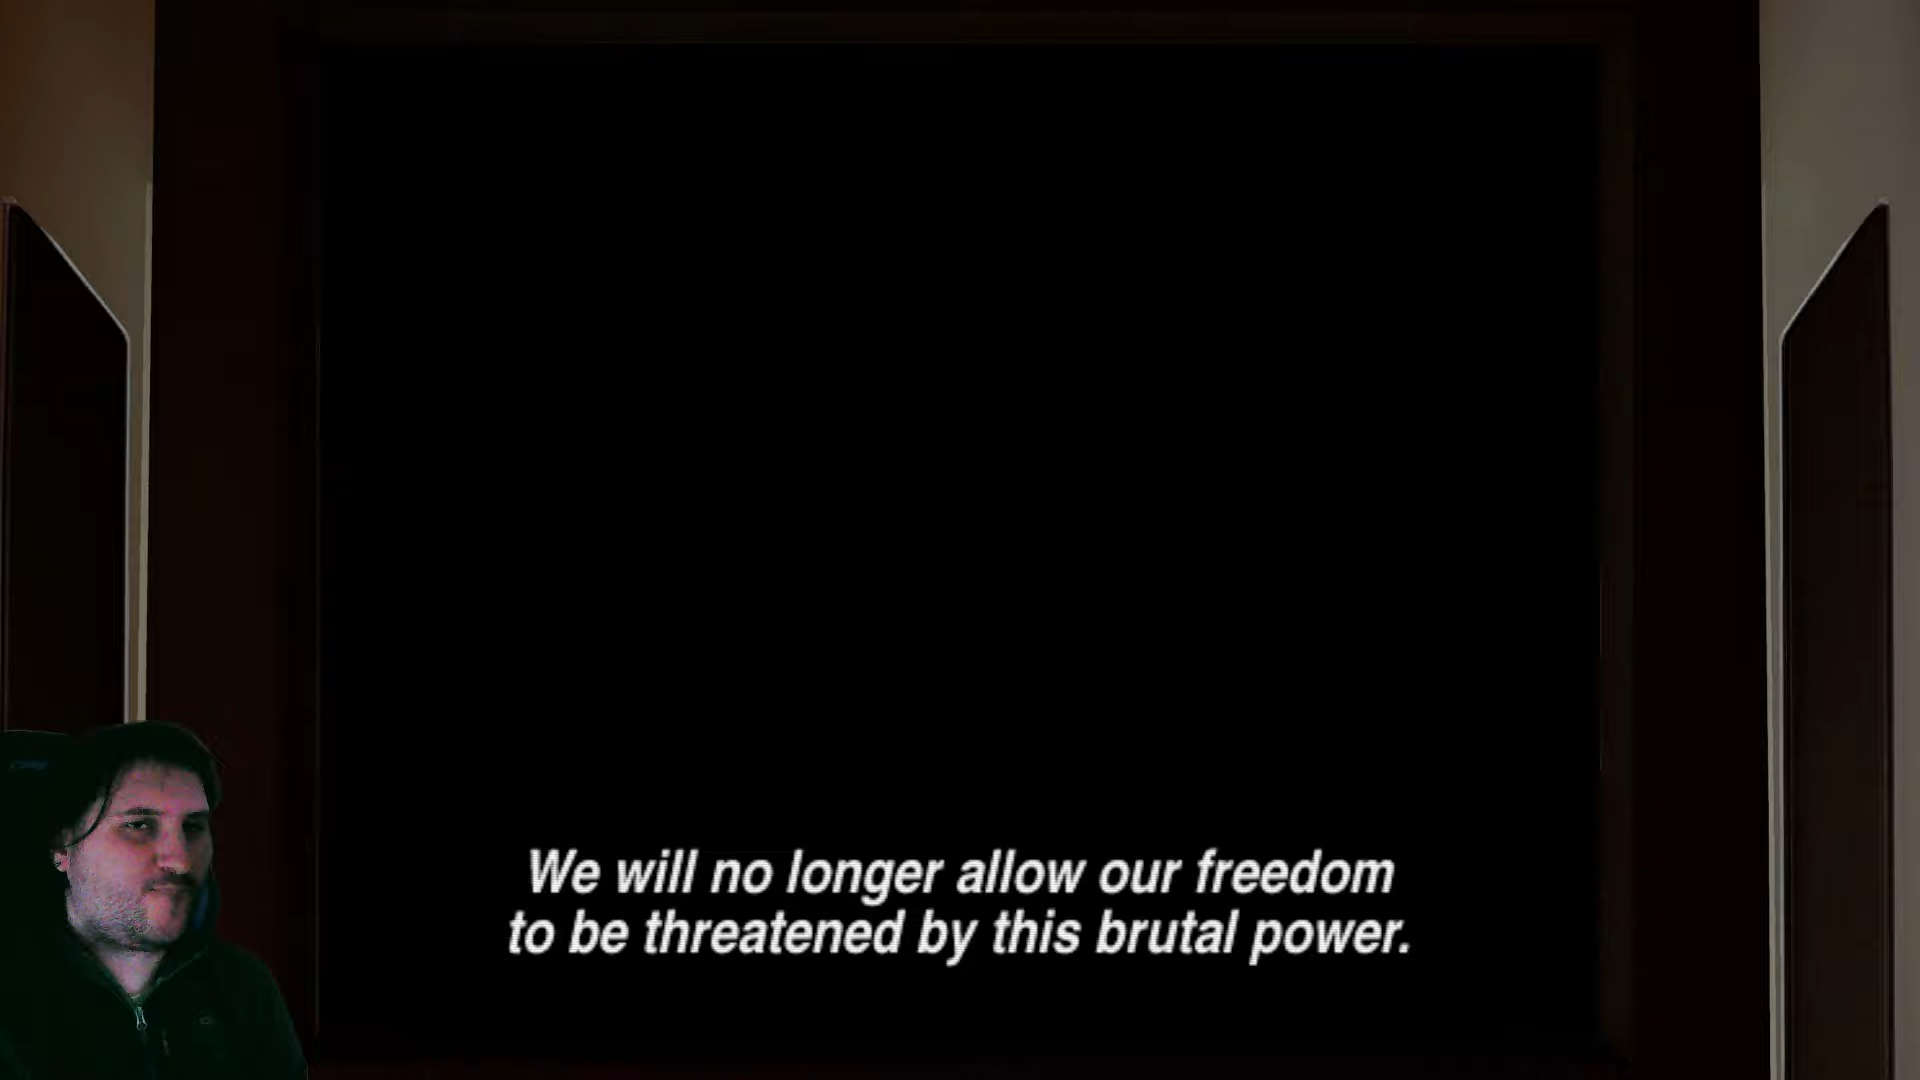 We will no longer allow our freedom
to be threatened by this brutal power.